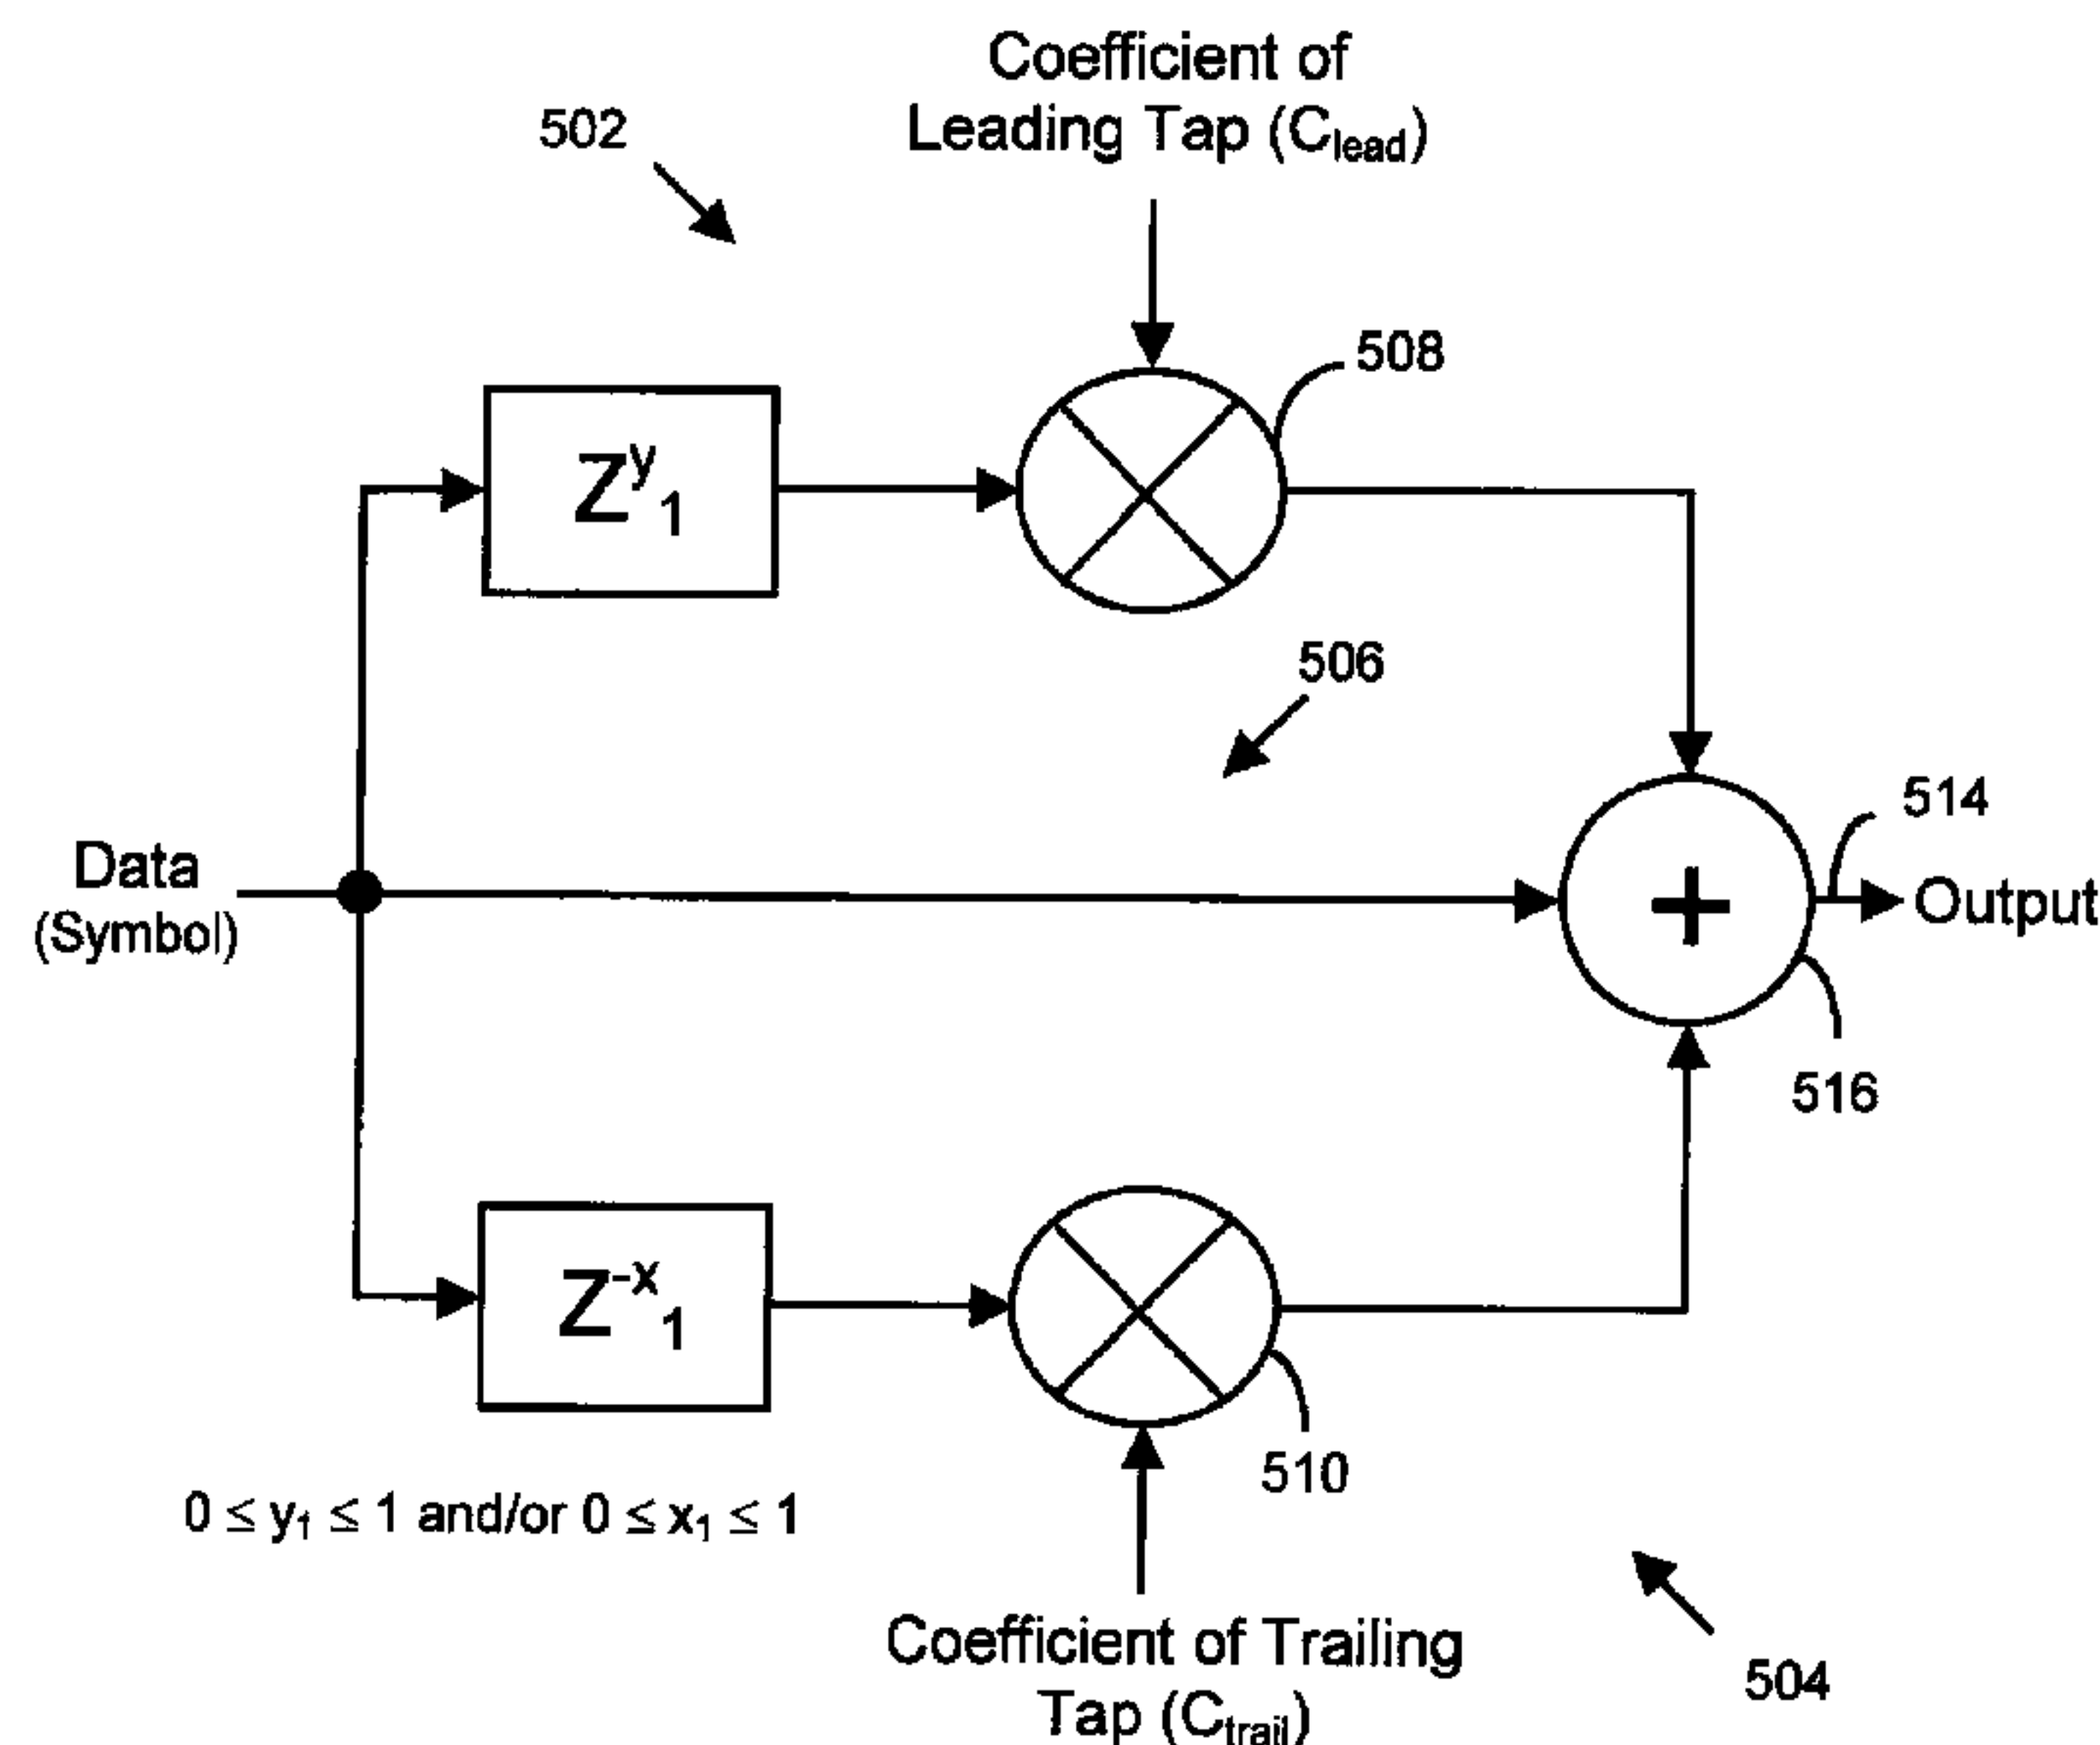 Coefficient of
Leading Tap (Clead)
502
508
Zy1
506
514
Data
(Symbol)
+
Output
516
Z-x1
510
0 ≤ y1 ≤ 1 and/or 0 ≤ x1 ≤ 1
Coefficient of Trailing
Tap (Ctrail)
504